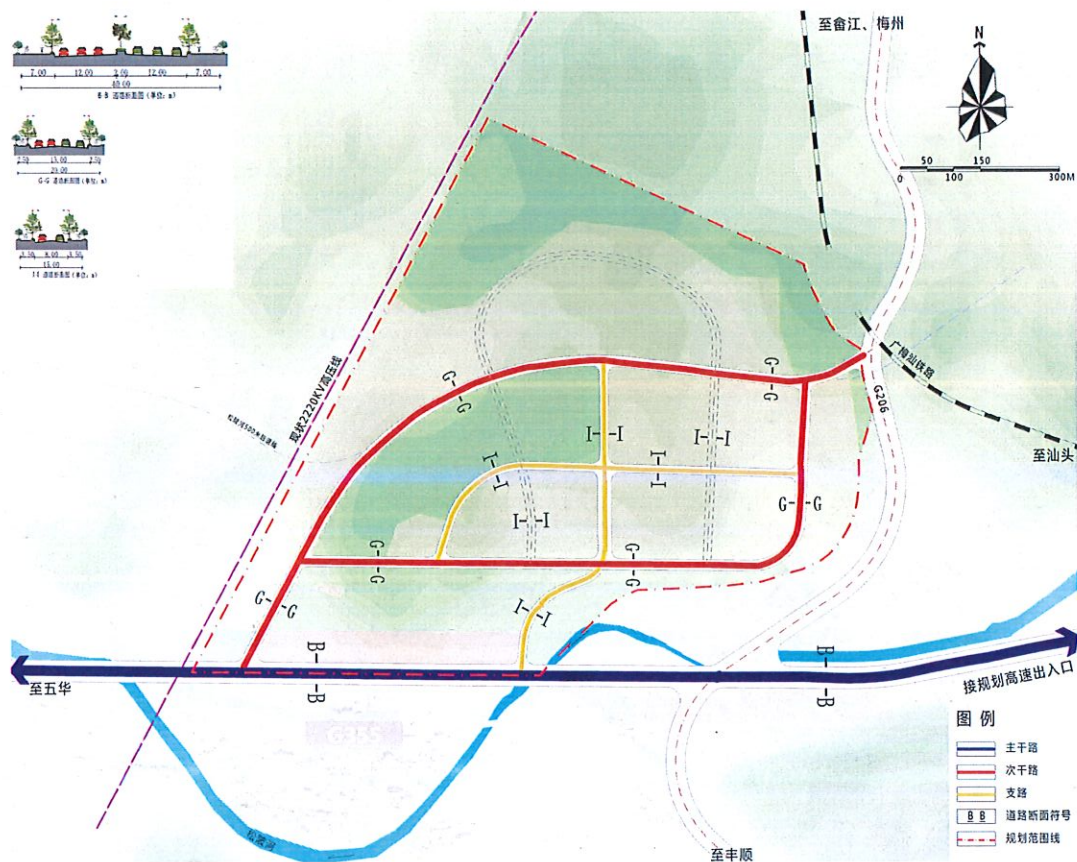 7.00 12.00 2.00 12.00 7.00
40.00
B-B 道路断面图(单位：m)
2.50 15.00 2.50
20.00
G-G 道路断面图(单位：m)
3.50 8.00 3.50
15.00
I-I 道路断面图(单位：m)
至畲江、梅州
N
50 150
0 100 300M
现状2220KV高压线
广梅汕铁路
G206
至汕头
G-G
G-G
I-I
I-I
I-I
I-I
I-I
G-G
G-G
G-G
G-G
I-I
B-B
B-B
至五华
接规划高速出入口
至丰顺
图 例
主干路
次干路
支路
B B 道路断面符号
规划范围线